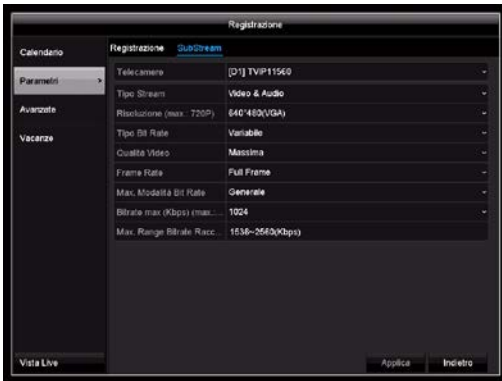 Registrazione
Calendario
Parametri >
Avanzate
Vacanze
Registrazione SubStream
Telecamere [D1] TVIP11560
Tipo Stream Video & Audio
Risoluzione (max.: 720P) 640*480(VGA)
Tipo Bit Rate Variabile
Qualità Video Massima
Frame Rate Full Frame
Max. Modalità Bit Rate Generale
Bitrate max (Kbps) (max.:... 1024
Max. Range Bitrate Racc... 1536~2560(Kbps)
Vista Live
Applica Indietro